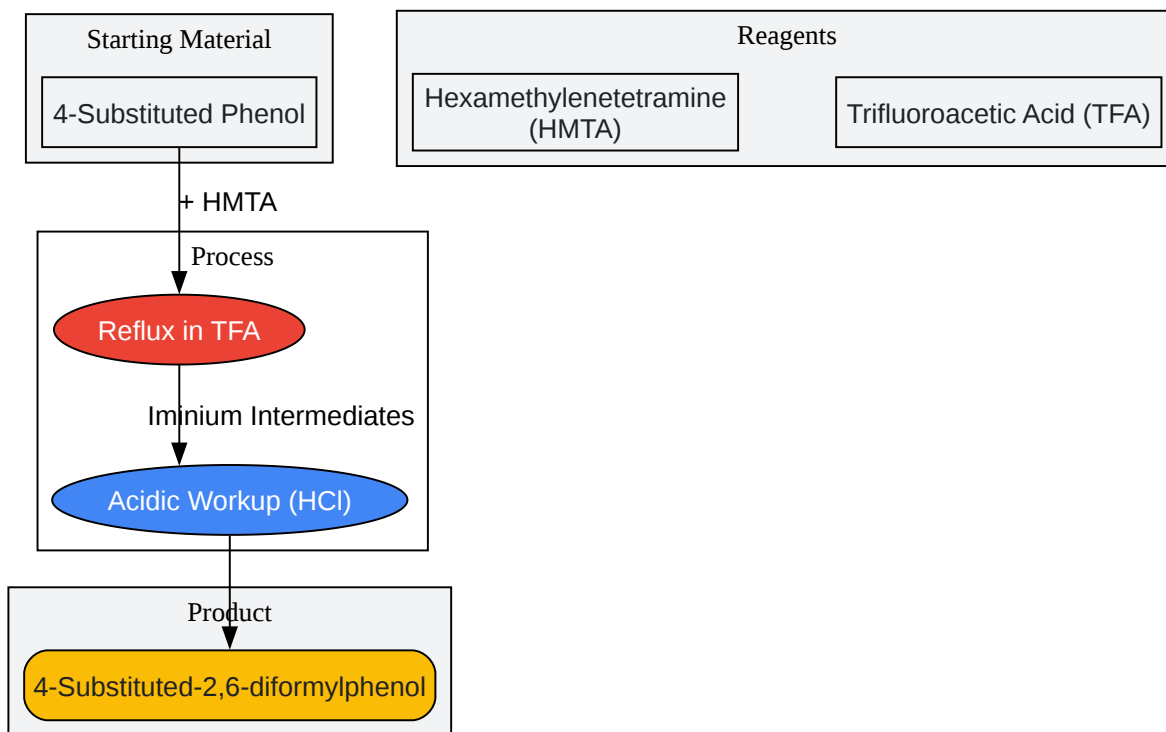 Starting Material
4-Substituted Phenol
Reagents
Hexamethylenetetramine
(HMTA)
Trifluoroacetic Acid (TFA)
+ HMTA
Process
Reflux in TFA
Iminium Intermediates
Acidic Workup (HCl)
Product
4-Substituted-2,6-diformylphenol